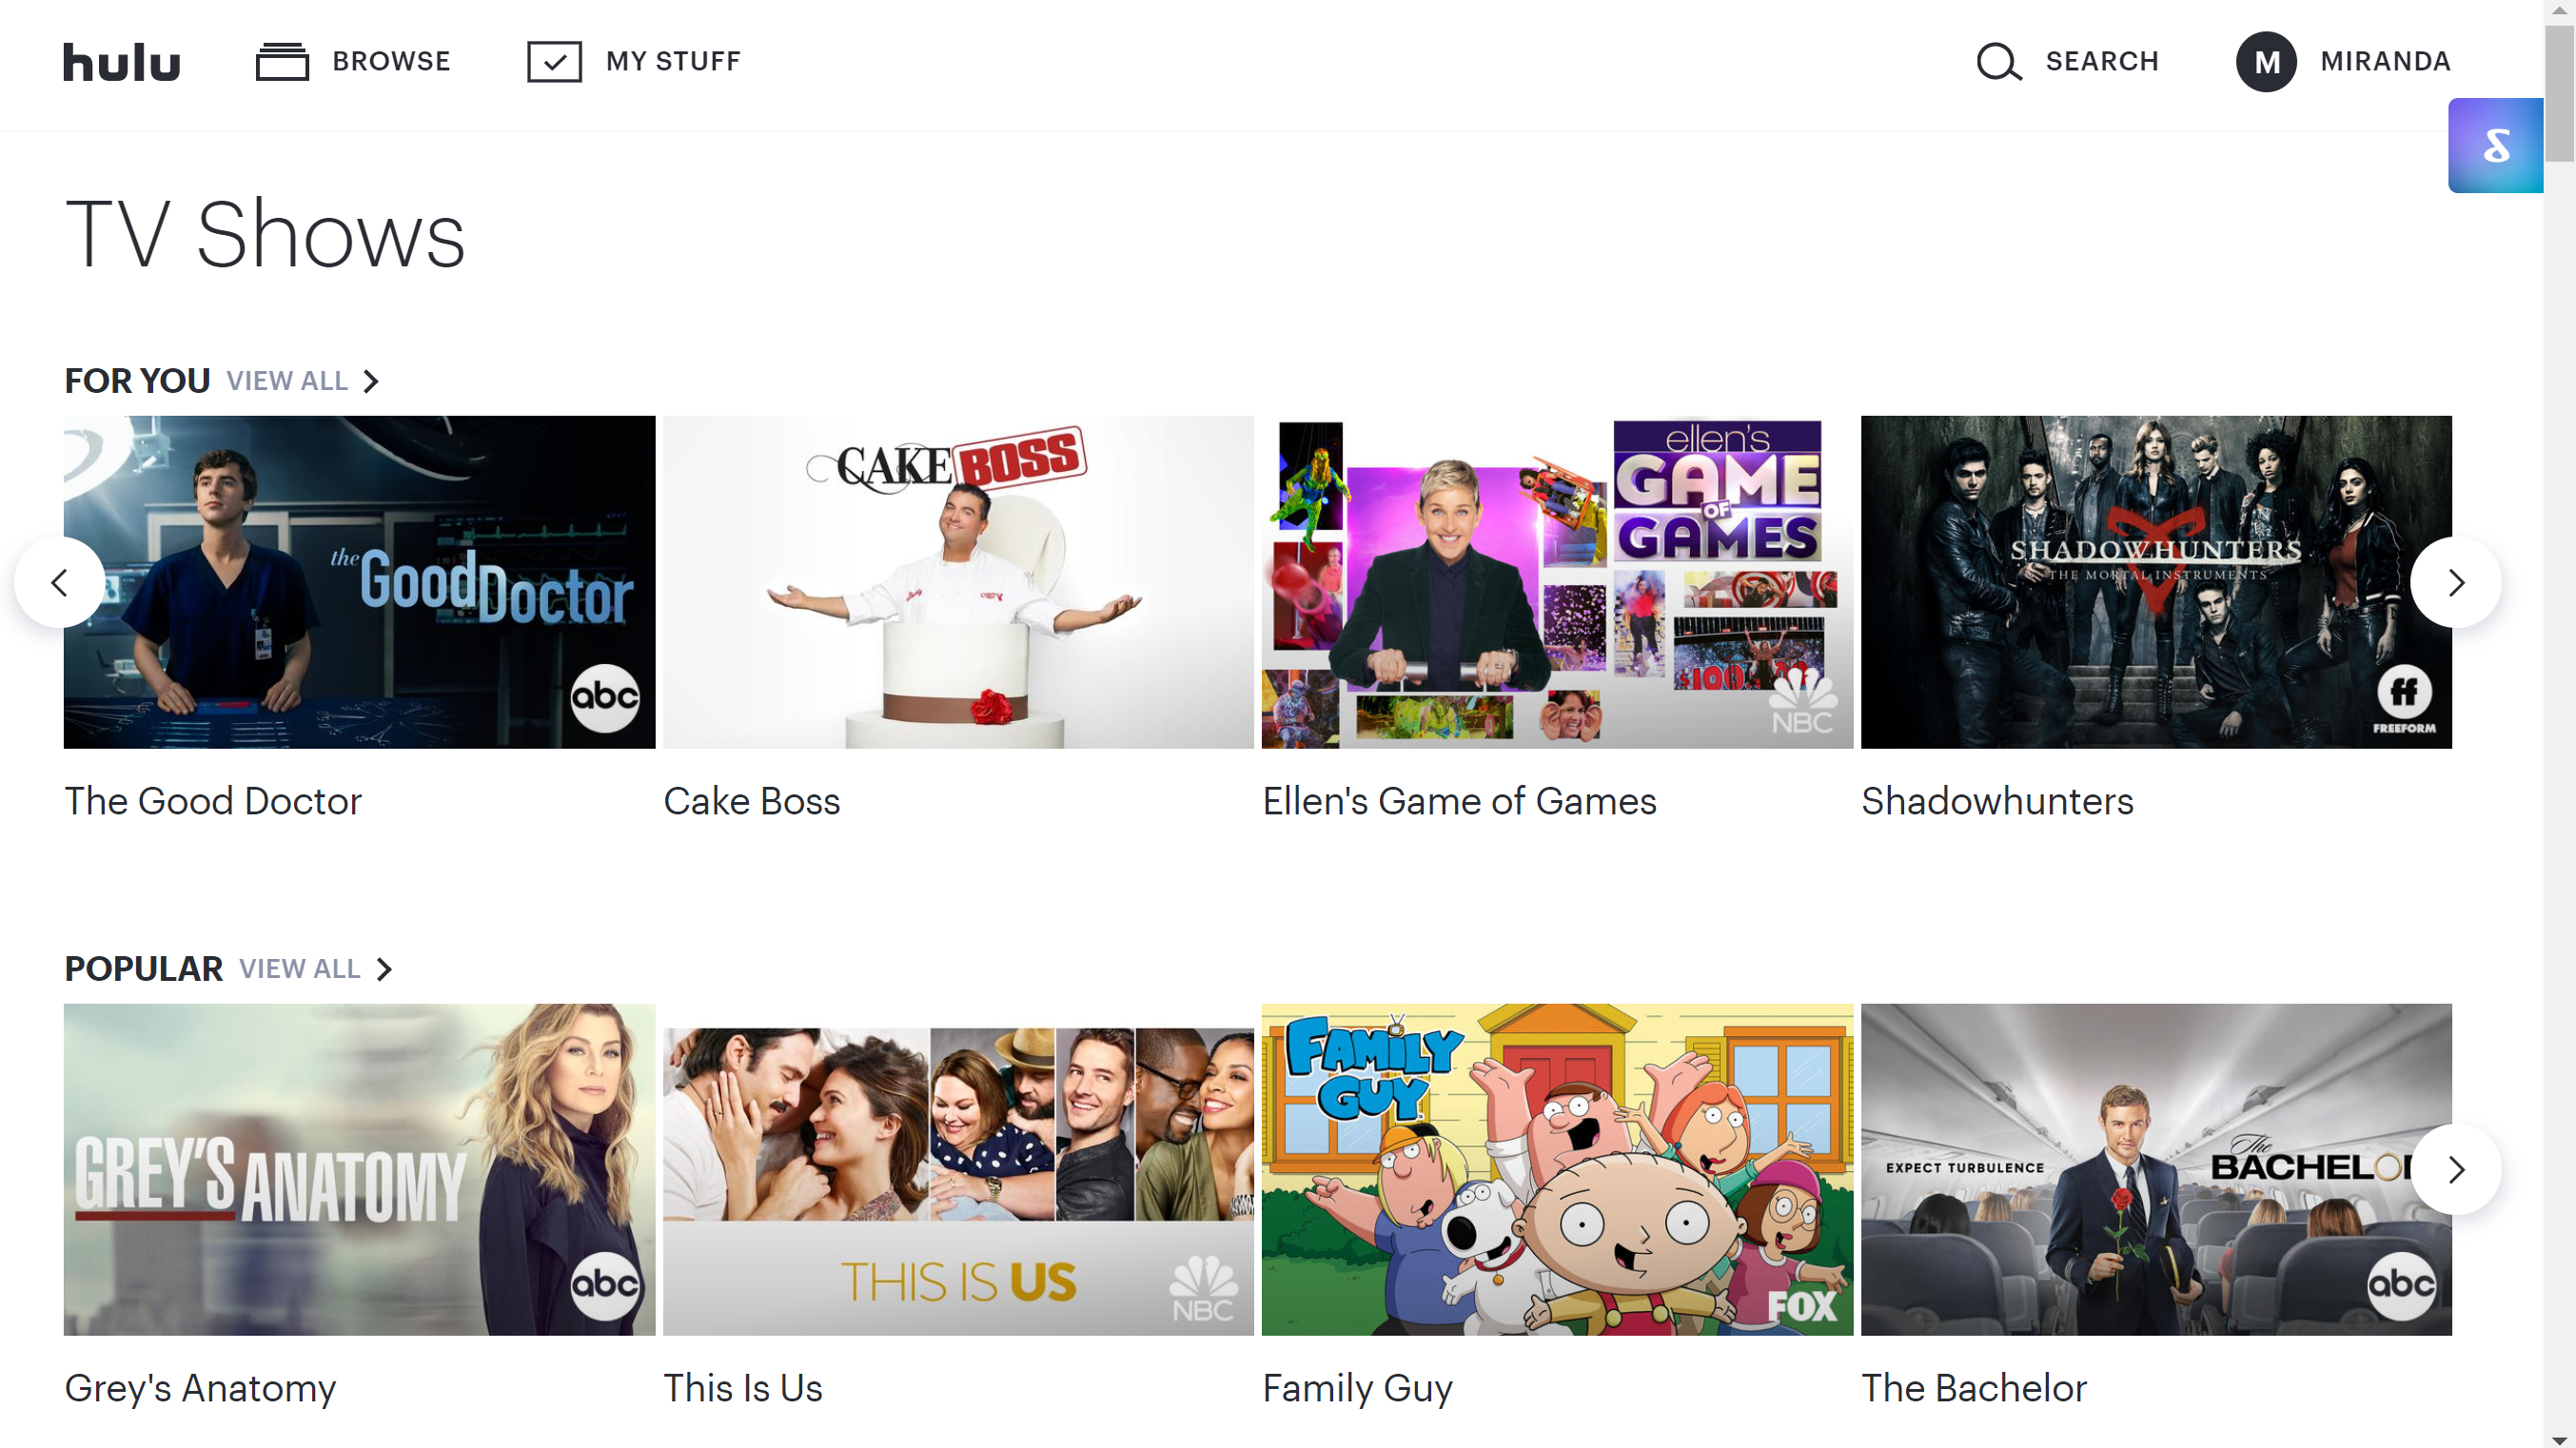 hulu BROWSE MY STUFF SEARCH M MIRANDA
TV Shows
FOR YOU VIEW ALL
the Good Doctor
abc
CAKE BOSS
ellen's
GAME
OF
GAMES
$100
NBC
SHADOWHUNTERS
THE MORTAL INSTRUMENTS
ff
FREEFORM
The Good Doctor
Cake Boss
Ellen's Game of Games
Shadowhunters
POPULAR VIEW ALL
GREY'S ANATOMY
abc
THIS IS US
NBC
FAMILY
GUY
FOX
EXPECT TURBULENCE
The
BACHELO
abc
Grey's Anatomy
This Is Us
Family Guy
The Bachelor